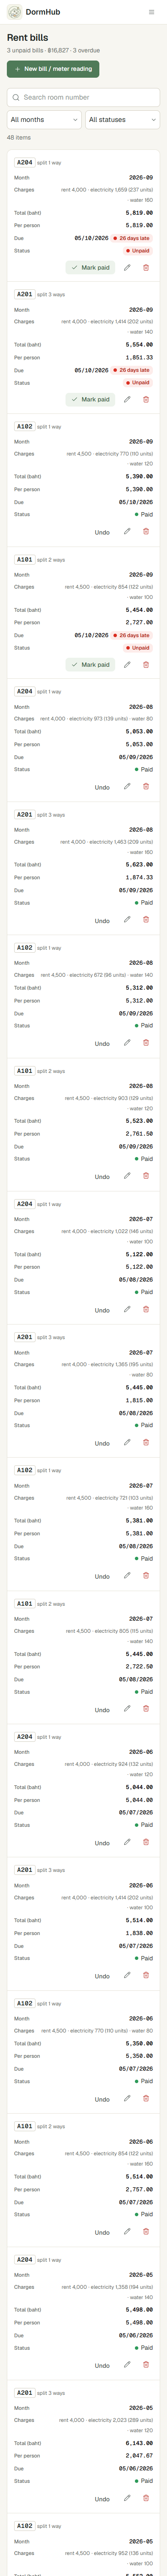 DormHub
Rent bills
3 unpaid bills · ฿16,827 · 3 overdue
+ New bill / meter reading
Search room number
All months
All statuses
48 items
A204 split 1 way
Month 2026-09
Charges rent 4,000 · electricity 1,659 (237 units)
· water 160
Total (baht) 5,819.00
Per person 5,819.00
Due 05/10/2026 26 days late
Status Unpaid
Mark paid
A201 split 3 ways
Month 2026-09
Charges rent 4,000 · electricity 1,414 (202 units)
· water 140
Total (baht) 5,554.00
Per person 1,851.33
Due 05/10/2026 26 days late
Status Unpaid
Mark paid
A102 split 1 way
Month 2026-09
Charges rent 4,500 · electricity 770 (110 units)
· water 120
Total (baht) 5,390.00
Per person 5,390.00
Due 05/10/2026
Status Paid
Undo
A101 split 2 ways
Month 2026-09
Charges rent 4,500 · electricity 854 (122 units)
· water 100
Total (baht) 5,454.00
Per person 2,727.00
Due 05/10/2026 26 days late
Status Unpaid
Mark paid
A204 split 1 way
Month 2026-08
Charges rent 4,000 · electricity 973 (139 units) · water 80
Total (baht) 5,053.00
Per person 5,053.00
Due 05/09/2026
Status Paid
Undo
A201 split 3 ways
Month 2026-08
Charges rent 4,000 · electricity 1,463 (209 units)
· water 160
Total (baht) 5,623.00
Per person 1,874.33
Due 05/09/2026
Status Paid
Undo
A102 split 1 way
Month 2026-08
Charges rent 4,500 · electricity 672 (96 units) · water 140
Total (baht) 5,312.00
Per person 5,312.00
Due 05/09/2026
Status Paid
Undo
A101 split 2 ways
Month 2026-08
Charges rent 4,500 · electricity 903 (129 units)
· water 120
Total (baht) 5,523.00
Per person 2,761.50
Due 05/09/2026
Status Paid
Undo
A204 split 1 way
Month 2026-07
Charges rent 4,000 · electricity 1,022 (146 units)
· water 100
Total (baht) 5,122.00
Per person 5,122.00
Due 05/08/2026
Status Paid
Undo
A201 split 3 ways
Month 2026-07
Charges rent 4,000 · electricity 1,365 (195 units)
· water 80
Total (baht) 5,445.00
Per person 1,815.00
Due 05/08/2026
Status Paid
Undo
A102 split 1 way
Month 2026-07
Charges rent 4,500 · electricity 721 (103 units)
· water 160
Total (baht) 5,381.00
Per person 5,381.00
Due 05/08/2026
Status Paid
Undo
A101 split 2 ways
Month 2026-07
Charges rent 4,500 · electricity 805 (115 units)
· water 140
Total (baht) 5,445.00
Per person 2,722.50
Due 05/08/2026
Status Paid
Undo
A204 split 1 way
Month 2026-06
Charges rent 4,000 · electricity 924 (132 units)
· water 120
Total (baht) 5,044.00
Per person 5,044.00
Due 05/07/2026
Status Paid
Undo
A201 split 3 ways
Month 2026-06
Charges rent 4,000 · electricity 1,414 (202 units)
· water 100
Total (baht) 5,514.00
Per person 1,838.00
Due 05/07/2026
Status Paid
Undo
A102 split 1 way
Month 2026-06
Charges rent 4,500 · electricity 770 (110 units) · water 80
Total (baht) 5,350.00
Per person 5,350.00
Due 05/07/2026
Status Paid
Undo
A101 split 2 ways
Month 2026-06
Charges rent 4,500 · electricity 854 (122 units)
· water 160
Total (baht) 5,514.00
Per person 2,757.00
Due 05/07/2026
Status Paid
Undo
A204 split 1 way
Month 2026-05
Charges rent 4,000 · electricity 1,358 (194 units)
· water 140
Total (baht) 5,498.00
Per person 5,498.00
Due 05/06/2026
Status Paid
Undo
A201 split 3 ways
Month 2026-05
Charges rent 4,000 · electricity 2,023 (289 units)
· water 120
Total (baht) 6,143.00
Per person 2,047.67
Due 05/06/2026
Status Paid
Undo
A102 split 1 way
Month 2026-05
Charges rent 4,500 · electricity 952 (136 units)
· water 100